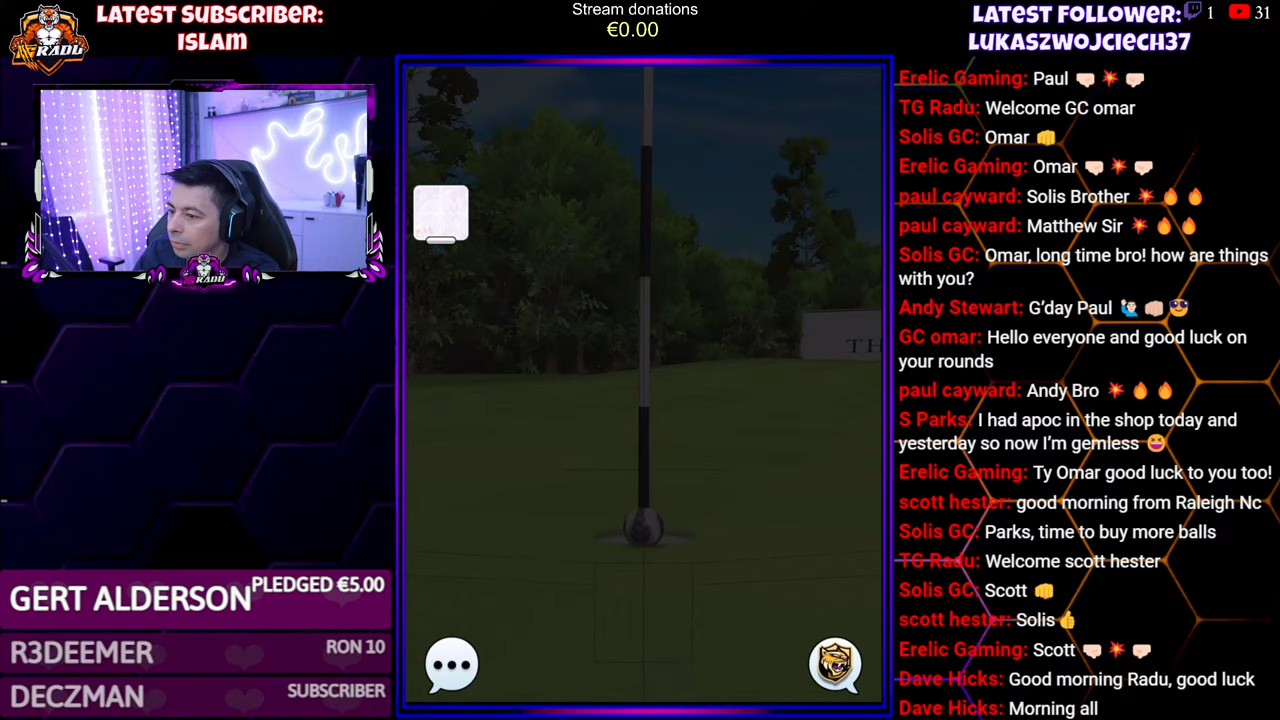 LATEST SUBSCRIBER:
ISLAM
RADU
Stream donations
€0.00
LATEST FOLLOWER:
LUKASZWOJCIECH37
1
31
RADU
TH
GERT ALDERSON
PLEDGED €5.00
R3DEEMER
RON 10
DECZMAN
SUBSCRIBER
Erelic Gaming: Paul 🤜🏻 💥 🤛🏻
TG Radu: Welcome GC omar
Solis GC: Omar 👊
Erelic Gaming: Omar 🤜🏻 💥 🤛🏻
paul cayward: Solis Brother 💥 🔥 🔥
paul cayward: Matthew Sir 💥 🔥 🔥
Solis GC: Omar, long time bro! how are things
with you?
Andy Stewart: G’day Paul 🙋🏻‍♂️ 👊🏻 😎
GC omar: Hello everyone and good luck on
your rounds
paul cayward: Andy Bro 💥 🔥 🔥
S Parks: I had apoc in the shop today and
yesterday so now I’m gemless 😆
Erelic Gaming: Ty Omar good luck to you too!
scott hester: good morning from Raleigh Nc
Solis GC: Parks, time to buy more balls
TG Radu: Welcome scott hester
Solis GC: Scott 👊
scott hester: Solis👍
Erelic Gaming: Scott 🤜🏻 💥 🤛🏻
Dave Hicks: Good morning Radu, good luck
Dave Hicks: Morning all